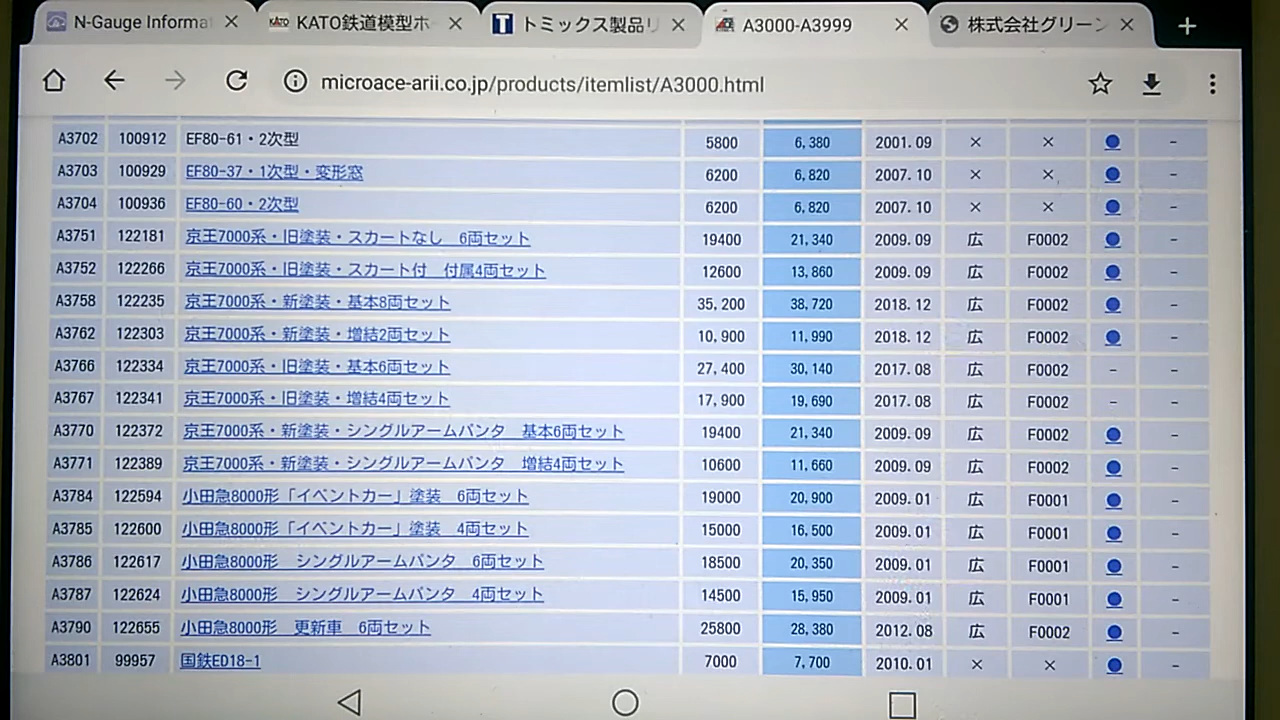 N-Gauge Informa
KATO鉄道模型ホ
トミックス製品リ
A3000-A3999
株式会社グリーン
microace-arii.co.jp/products/itemlist/A3000.html
A3702 100912 EF80-61・2次型 5800 6,380 2001.09 × × ● -
A3703 100929 EF80-37・1次型・変形窓 6200 6,820 2007.10 × × ● -
A3704 100936 EF80-60・2次型 6200 6,820 2007.10 × × ● -
A3751 122181 京王7000系・旧塗装・スカートなし 6両セット 19400 21,340 2009.09 広 F0002 ● -
A3752 122266 京王7000系・旧塗装・スカート付 付属4両セット 12600 13,860 2009.09 広 F0002 ● -
A3758 122235 京王7000系・新塗装・基本8両セット 35,200 38,720 2018.12 広 F0002 ● -
A3762 122303 京王7000系・新塗装・増結2両セット 10,900 11,990 2018.12 広 F0002 ● -
A3766 122334 京王7000系・旧塗装・基本6両セット 27,400 30,140 2017.08 広 F0002 - -
A3767 122341 京王7000系・旧塗装・増結4両セット 17,900 19,690 2017.08 広 F0002 - -
A3770 122372 京王7000系・新塗装・シングルアームパンタ 基本6両セット 19400 21,340 2009.09 広 F0002 ● -
A3771 122389 京王7000系・新塗装・シングルアームパンタ 増結4両セット 10600 11,660 2009.09 広 F0002 ● -
A3784 122594 小田急8000形「イベントカー」塗装 6両セット 19000 20,900 2009.01 広 F0001 ● -
A3785 122600 小田急8000形「イベントカー」塗装 4両セット 15000 16,500 2009.01 広 F0001 ● -
A3786 122617 小田急8000形 シングルアームパンタ 6両セット 18500 20,350 2009.01 広 F0001 ● -
A3787 122624 小田急8000形 シングルアームパンタ 4両セット 14500 15,950 2009.01 広 F0001 ● -
A3790 122655 小田急8000形 更新車 6両セット 25800 28,380 2012.08 広 F0002 ● -
A3801 99957 国鉄ED18-1 7000 7,700 2010.01 × × ● -